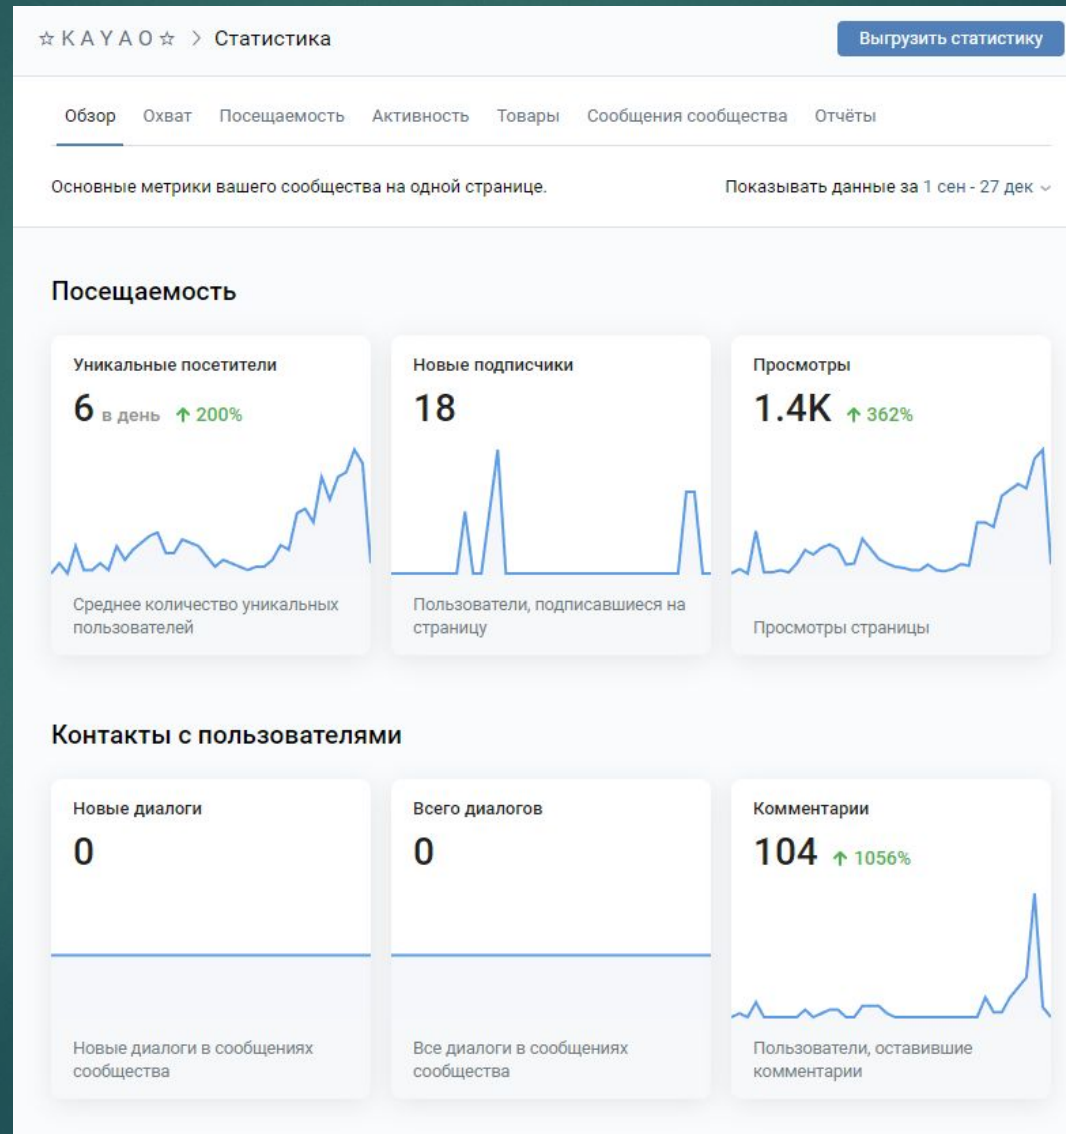 ☆ K A Y A O ☆ > Статистика
Выгрузить статистику
Обзор Охват Посещаемость Активность Товары Сообщения сообщества Отчёты
Основные метрики вашего сообщества на одной странице.
Показывать данные за 1 сен - 27 дек
Посещаемость
Уникальные посетители
6 в день ↑ 200%
Среднее количество уникальных
пользователей
Новые подписчики
18
Пользователи, подписавшиеся на
страницу
Просмотры
1.4K ↑ 362%
Просмотры страницы
Контакты с пользователями
Новые диалоги
0
Новые диалоги в сообщениях
сообщества
Всего диалогов
0
Все диалоги в сообщениях
сообщества
Комментарии
104 ↑ 1056%
Пользователи, оставившие
комментарии